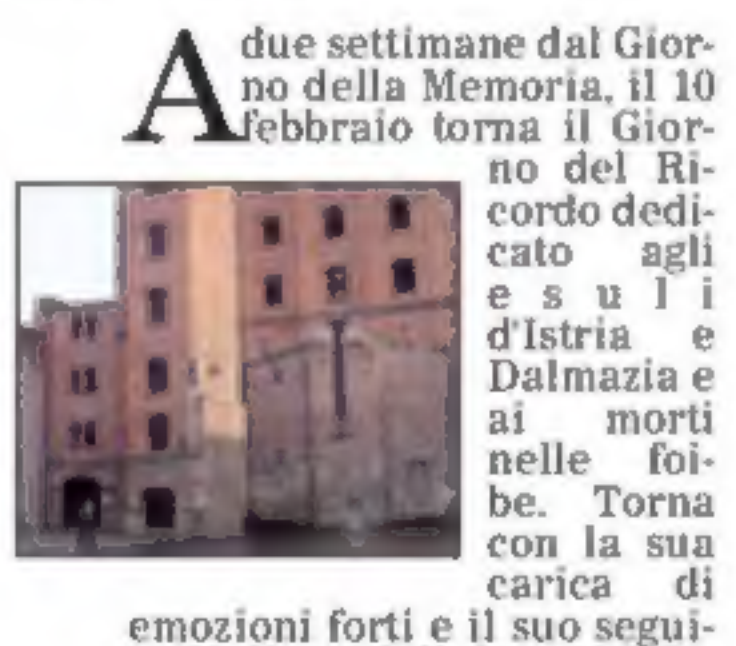 A due settimane dal Gior-
no della Memoria, il 10
febbraio torna il Gior-
no del Ri-
cordo dedi-
cato agli
esuli
d'Istria e
Dalmazia e
ai morti
nelle foi-
be. Torna
con la sua
carica di
emozioni forti e il suo segui-